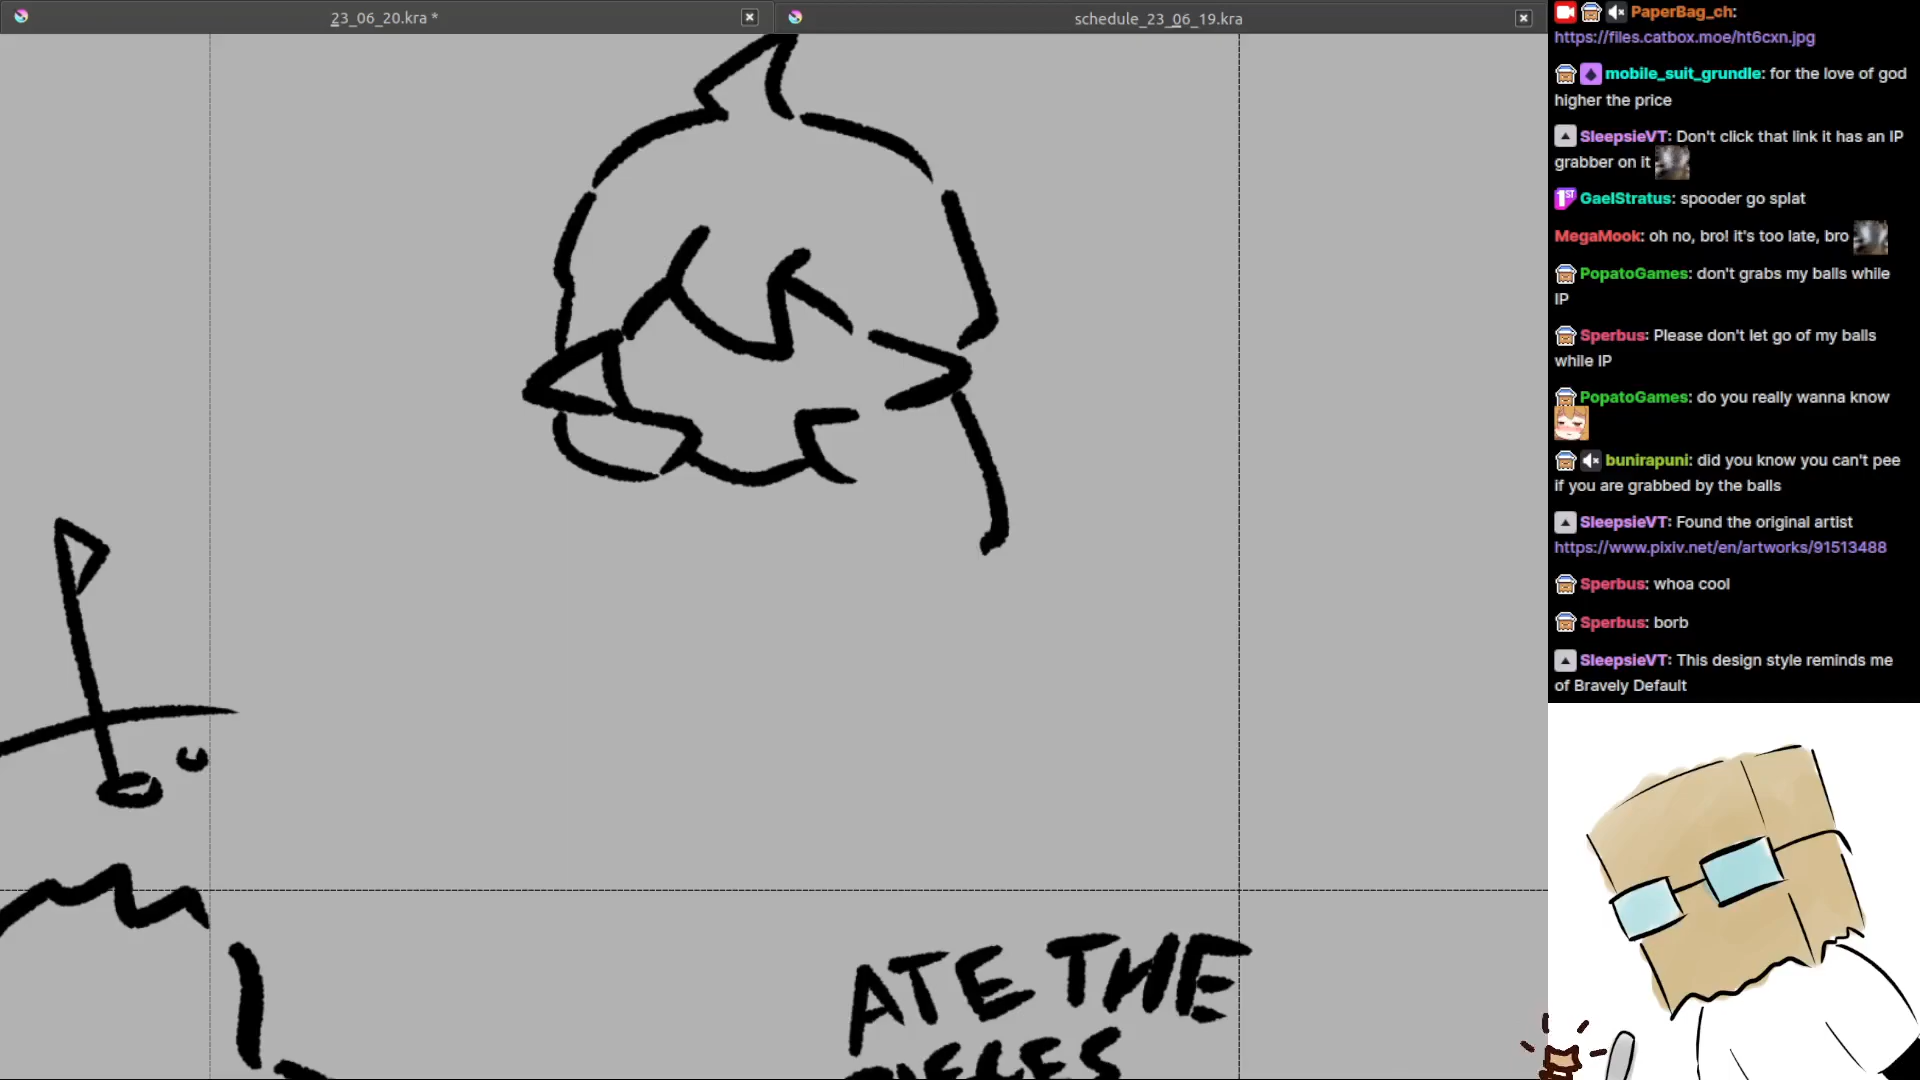 23_06_20.kra *
schedule_23_06_19.kra
PaperBag_ch:
https://files.catbox.moe/ht6cxn.jpg
mobile_suit_grundle: for the love of god
higher the price
SleepsieVT: Don't click that link it has an IP
grabber on it
GaelStratus: spooder go splat
MegaMook: oh no, bro! it's too late, bro
PopatoGames: don't grabs my balls while
IP
Sperbus: Please don't let go of my balls
while IP
PopatoGames: do you really wanna know
bunirapuni: did you know you can't pee
if you are grabbed by the balls
SleepsieVT: Found the original artist
https://www.pixiv.net/en/artworks/91513488
Sperbus: whoa cool
Sperbus: borb
SleepsieVT: This design style reminds me
of Bravely Default
ATE THE
PIECES